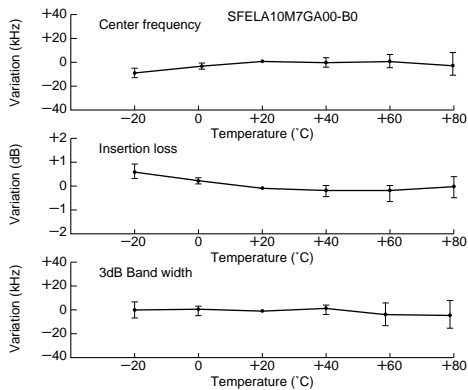 SFELA10M7GA00-B0
Center frequency
Variation (kHz)
+40
+20
0
−20
−40
−20 0 +20 +40 +60 +80
Temperature (˚C)
Insertion loss
Variation (dB)
+2
+1
0
−1
−2
−20 0 +20 +40 +60 +80
Temperature (˚C)
3dB Band width
Variation (kHz)
+40
+20
0
−20
−40
−20 0 +20 +40 +60 +80
Temperature (˚C)